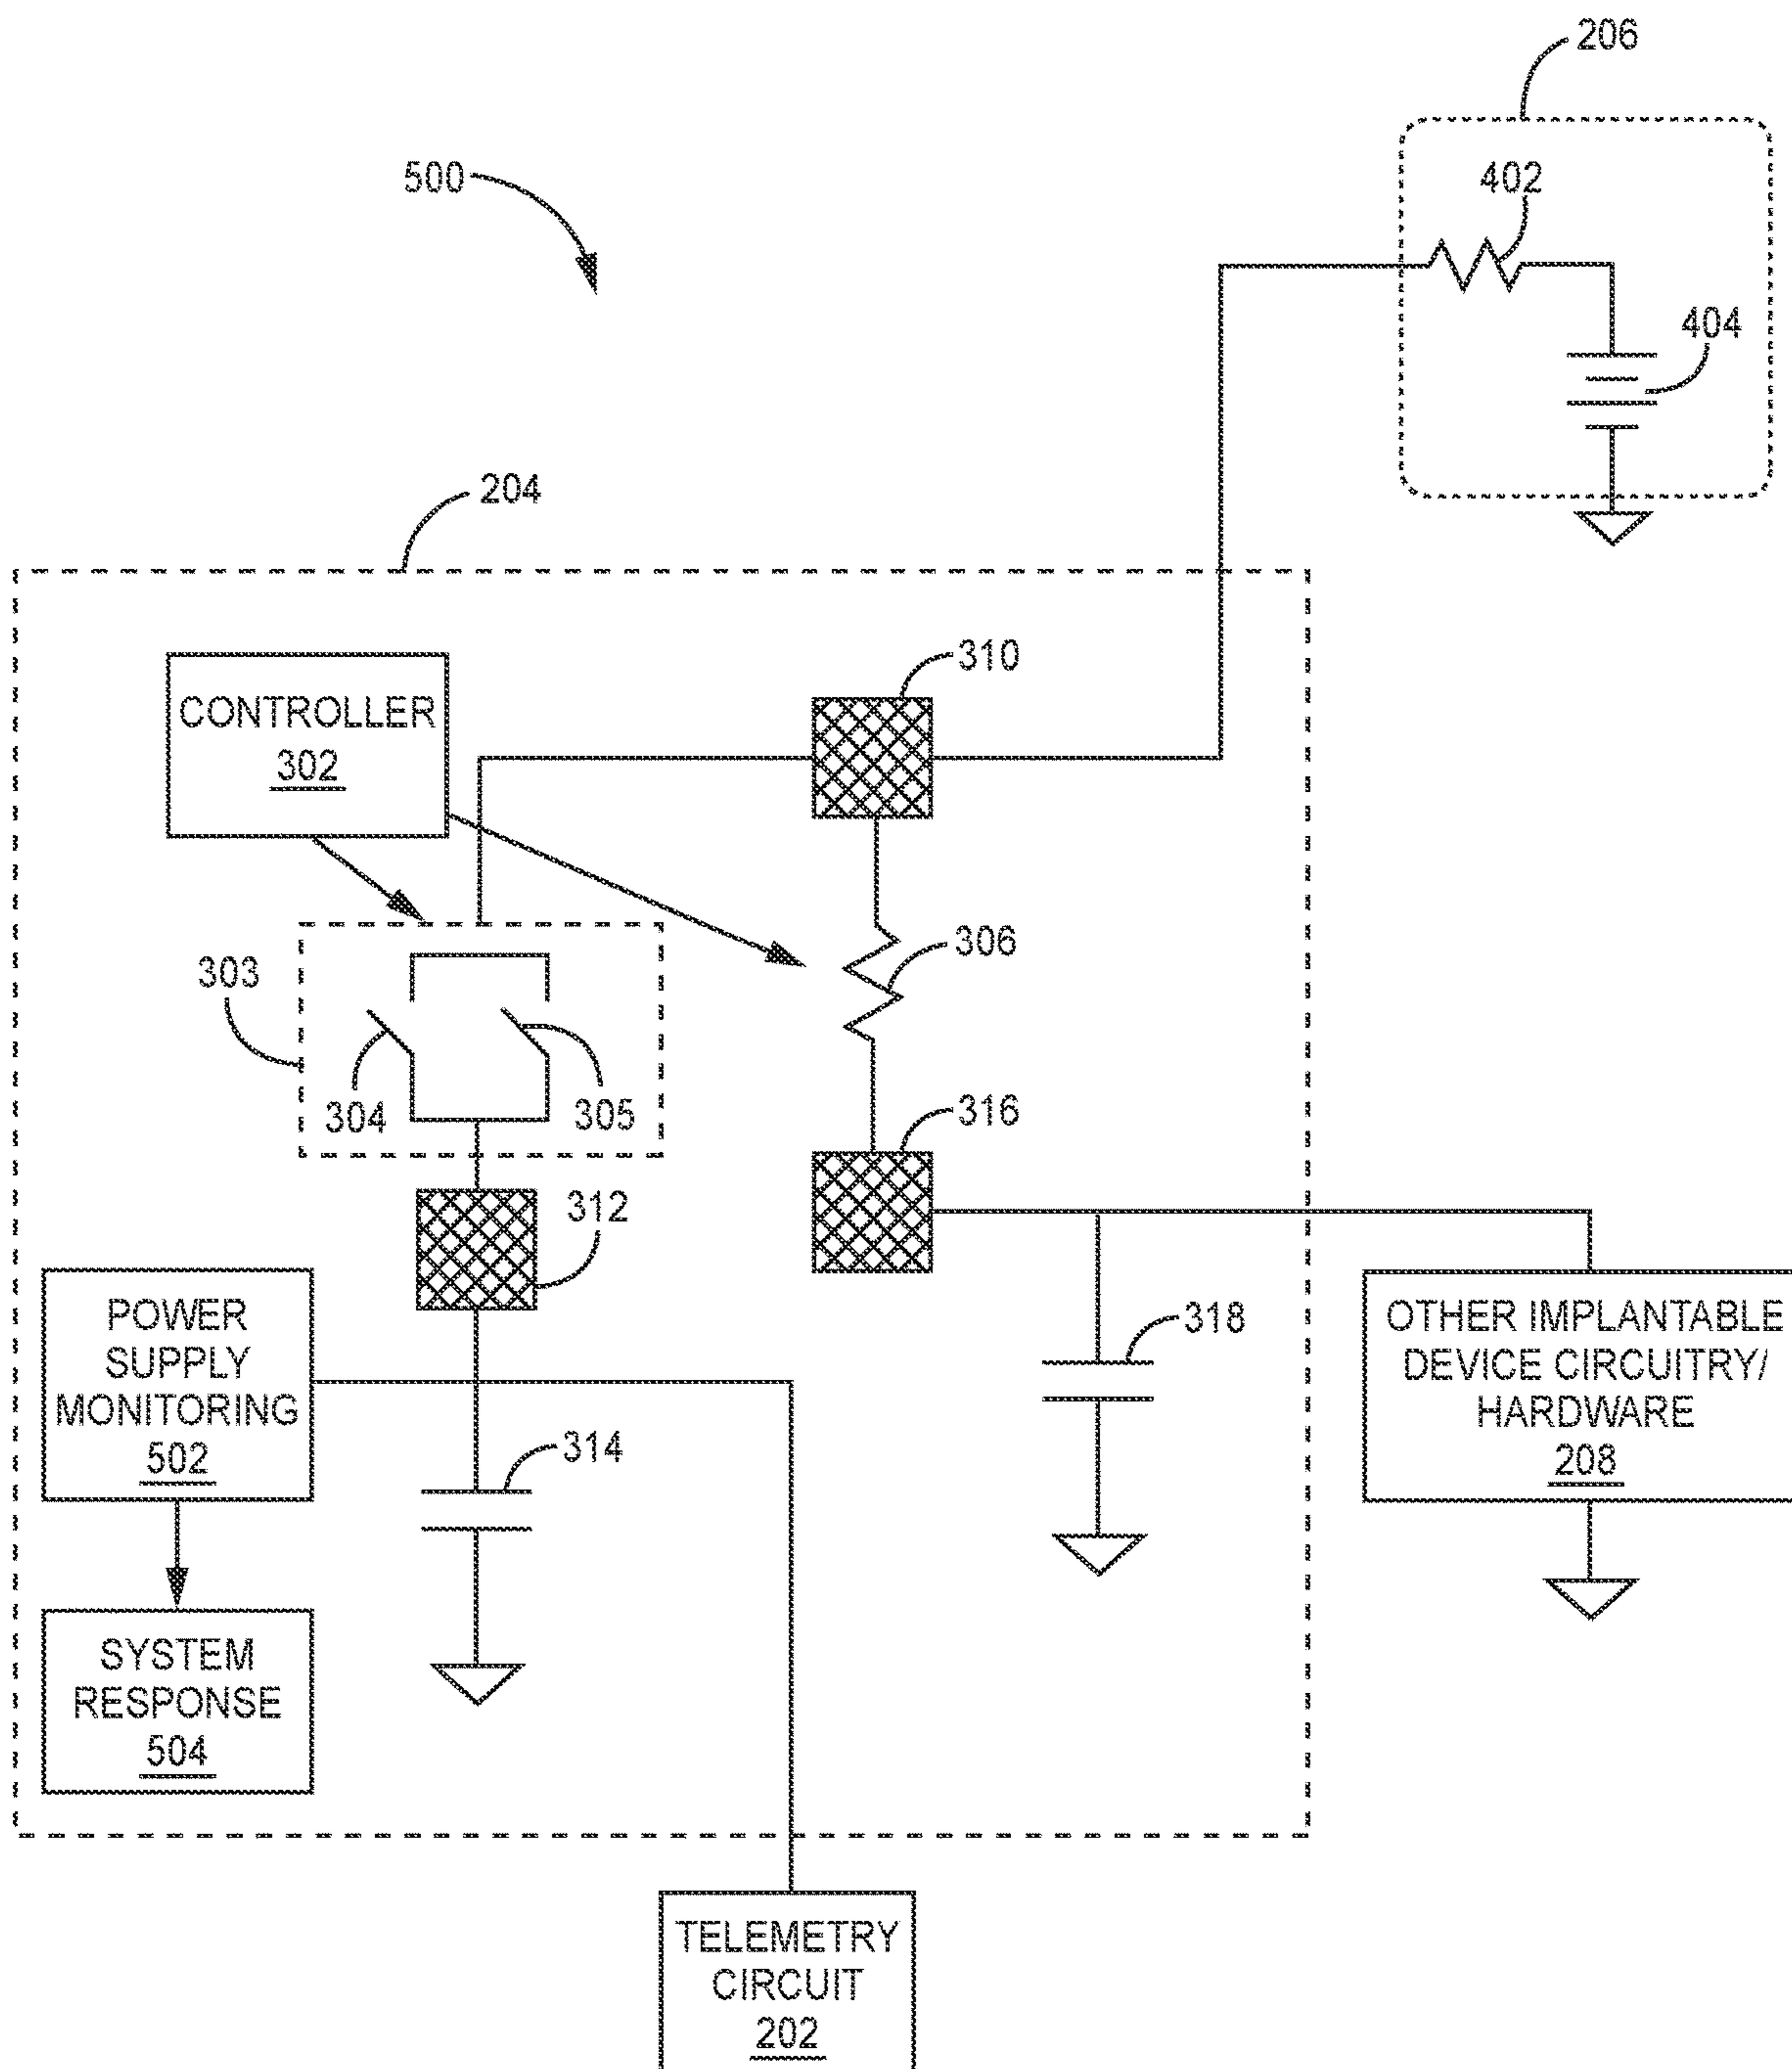 206
500
402
404
204
310
CONTROLLER
302
306
303
304
305
316
312
POWER
SUPPLY
MONITORING
502
318
OTHER IMPLANTABLE
DEVICE CIRCUITRY/
HARDWARE
208
314
SYSTEM
RESPONSE
504
TELEMETRY
CIRCUIT
202